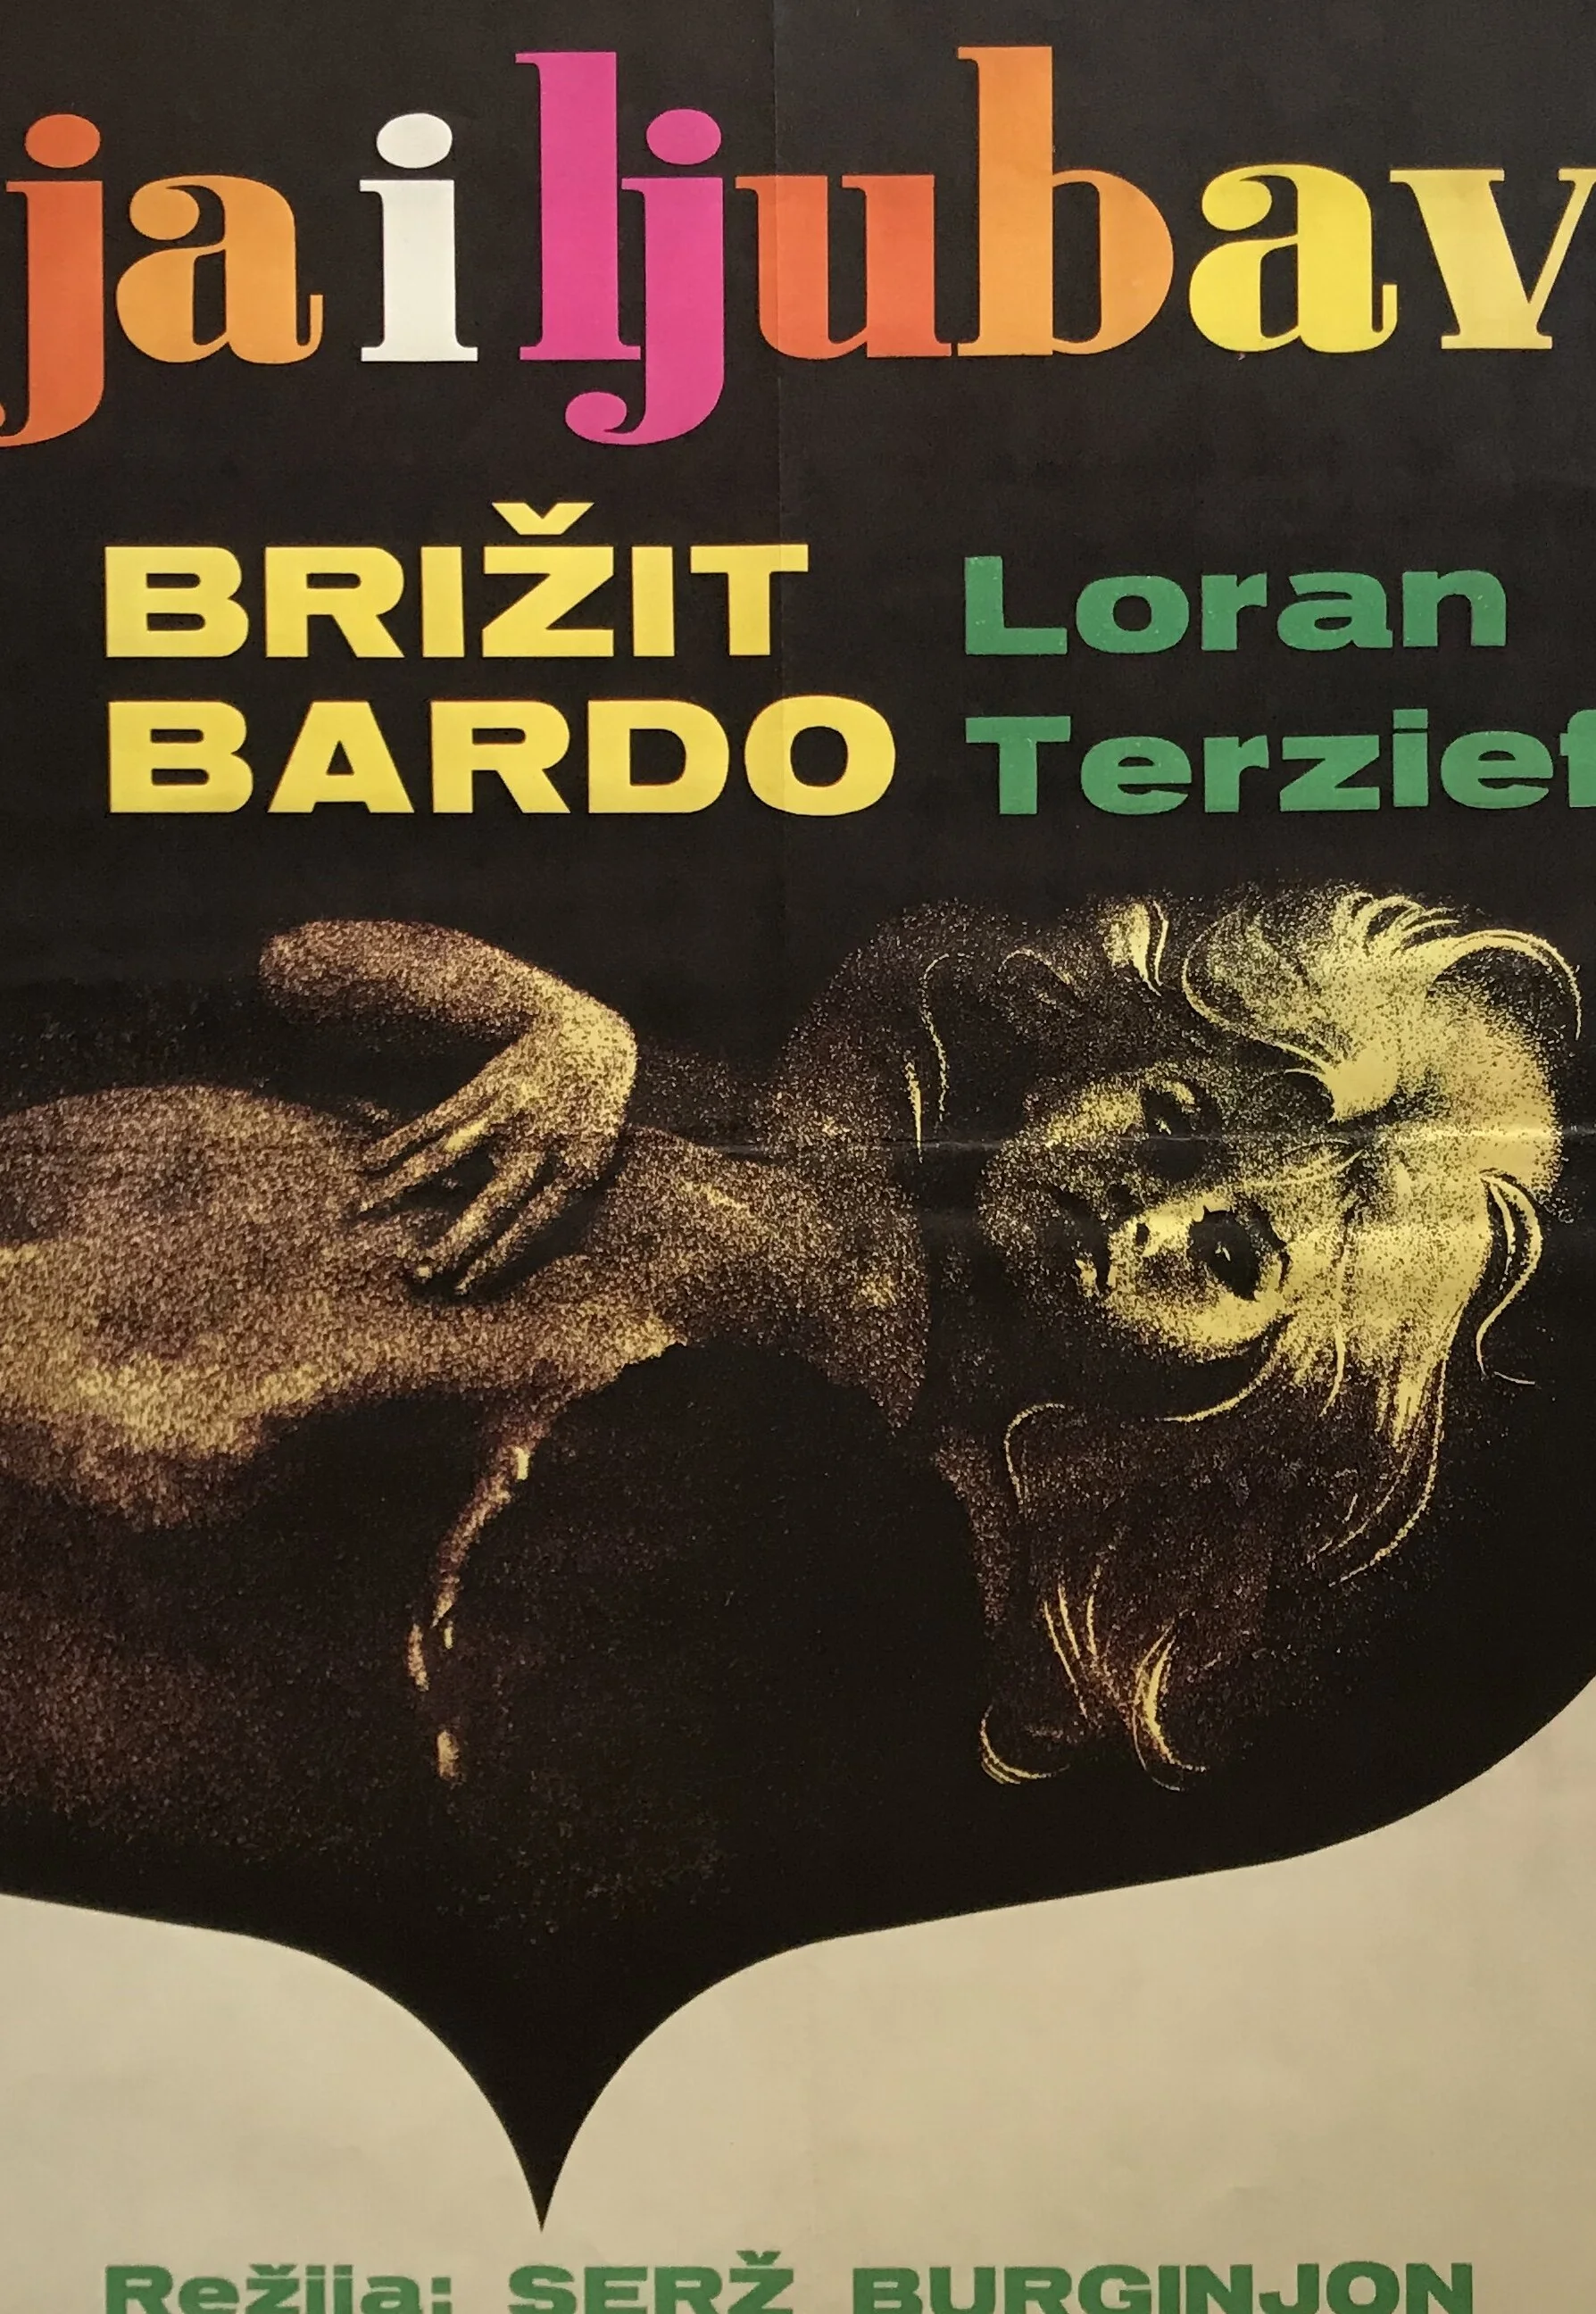 ja i ljubav
BRIŽIT Loran
BARDO Terzief
Režija: SERŽ BURGINJON